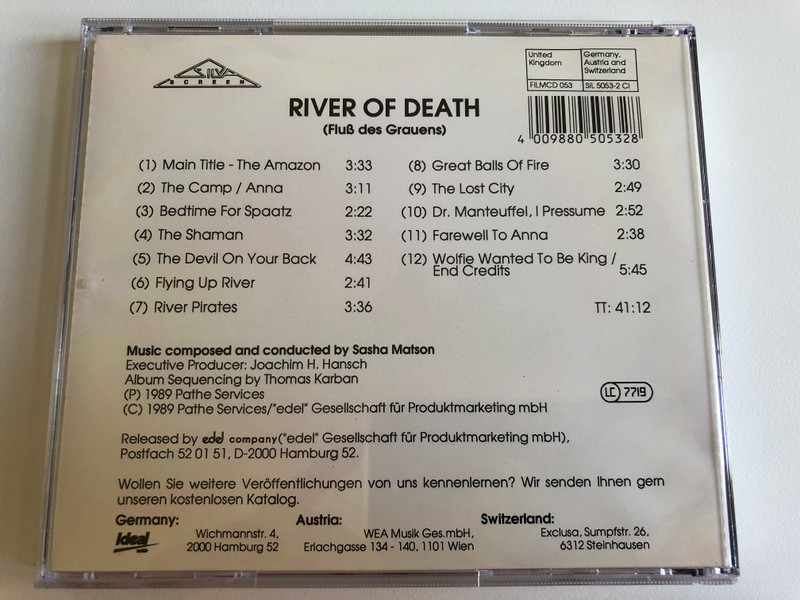 SILVA
SCREEN
United Kingdom
Germany, Austria and Switzerland
FILMCD 053
SIL 5053-2 CI
4 009880 505328
RIVER OF DEATH
(Fluß des Grauens)
(1) Main Title - The Amazon 3:33
(2) The Camp / Anna 3:11
(3) Bedtime For Spaatz 2:22
(4) The Shaman 3:32
(5) The Devil On Your Back 4:43
(6) Flying Up River 2:41
(7) River Pirates 3:36
(8) Great Balls Of Fire 3:30
(9) The Lost City 2:49
(10) Dr. Manteuffel, I Pressume 2:52
(11) Farewell To Anna 2:38
(12) Wolfie Wanted To Be King /
End Credits 5:45
TT: 41:12
Music composed and conducted by Sasha Matson
Executive Producer: Joachim H. Hansch
Album Sequencing by Thomas Karban
(P) 1989 Pathe Services
(C) 1989 Pathe Services/"edel" Gesellschaft für Produktmarketing mbH
LC 7719
Released by edel company ("edel" Gesellschaft für Produktmarketing mbH),
Postfach 52 01 51, D-2000 Hamburg 52.
Wollen Sie weitere Veröffentlichungen von uns kennenlernen? Wir senden Ihnen gern
unseren kostenlosen Katalog.
Germany:
ideal
Wichmannstr. 4,
2000 Hamburg 52
Austria:
WEA Musik Ges.mbH,
Erlachgasse 134 - 140, 1101 Wien
Switzerland:
Exclusa, Sumpfstr. 26,
6312 Steinhausen